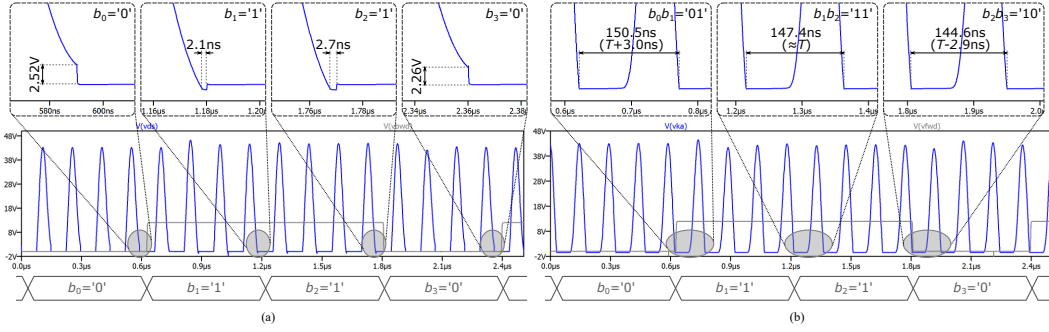 b0='0'
b1='1'
b2='1'
b3='0'
2.52V
2.1ns
2.7ns
2.26V
580ns 600ns
1.16µs 1.18µs 1.20µs
1.76µs 1.78µs
2.34µs 2.36µs 2.38µs
V(vds)
48V
38V
28V
18V
8V
-2V
0.0µs 0.3µs 0.6µs 0.9µs 1.2µs 1.5µs 1.8µs 2.1µs 2.4µs
b0='0' b1='1' b2='1' b3='0'
(a)
b0b1='01'
b1b2='11'
b2b3='10'
150.5ns
(T+3.0ns)
147.4ns
(≈T)
144.6ns
(T-2.9ns)
0.6µs 0.7µs 0.8µs
1.2µs 1.3µs 1.4µs
1.8µs 1.9µs 2.0µs
V(vka) V(vfwd)
48V
38V
28V
18V
8V
-2V
0.0µs 0.3µs 0.6µs 0.9µs 1.2µs 1.5µs 1.8µs 2.1µs 2.4µs
b0='0' b1='1' b2='1' b3='0'
(b)